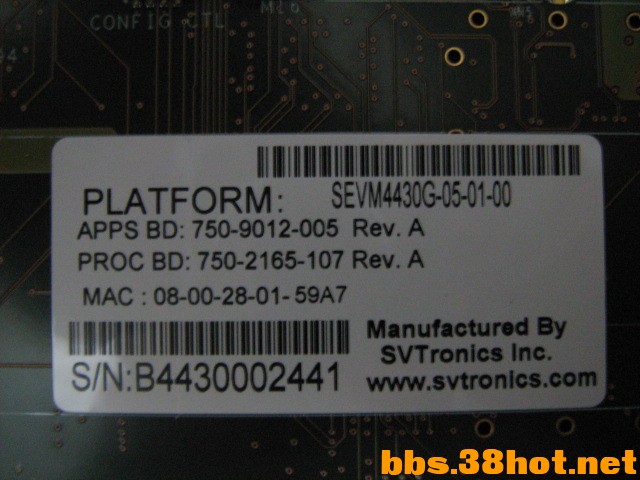 CONFIG CTL M16
PLATFORM: SEVM4430G-05-01-00
APPS BD: 750-9012-005 Rev. A
PROC BD: 750-2165-107 Rev. A
MAC : 08-00-28-01-59A7
Manufactured By
SVTronics Inc.
S/N:B4430002441
www.svtronics.com
bbs.38hot.net